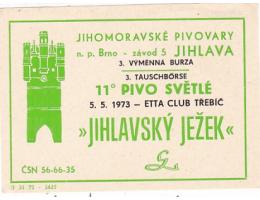 JIHOMORAVSKÉ PIVOVARY
n. p. Brno - závod 5 JIHLAVA
3. VÝMĚNNÁ BURZA
3. TAUSCHBÖRSE
11° PIVO SVĚTLÉ
5. 5. 1973 – ETTA CLUB TŘEBÍČ
»JIHLAVSKÝ JEŽEK«
ČSN 56-66-35